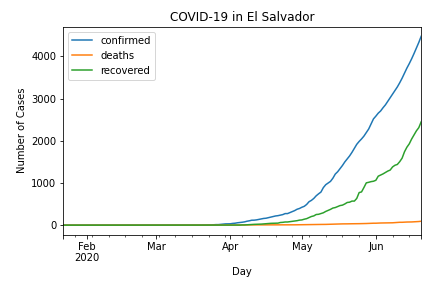 COVID-19 in El Salvador
confirmed
deaths
recovered
Number of Cases
4000
3000
2000
1000
0
Feb Mar Apr May Jun
2020
Day